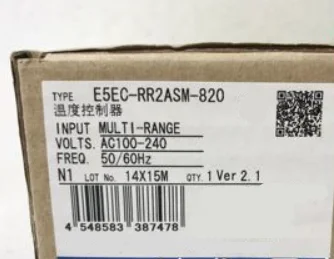 TYPE E5EC-RR2ASM-820
温度控制器
INPUT MULTI-RANGE
VOLTS. AC100-240
FREQ. 50/60Hz
N1 LOT No. 14X15M QTY. 1 Ver 2.1
4 548583 387478